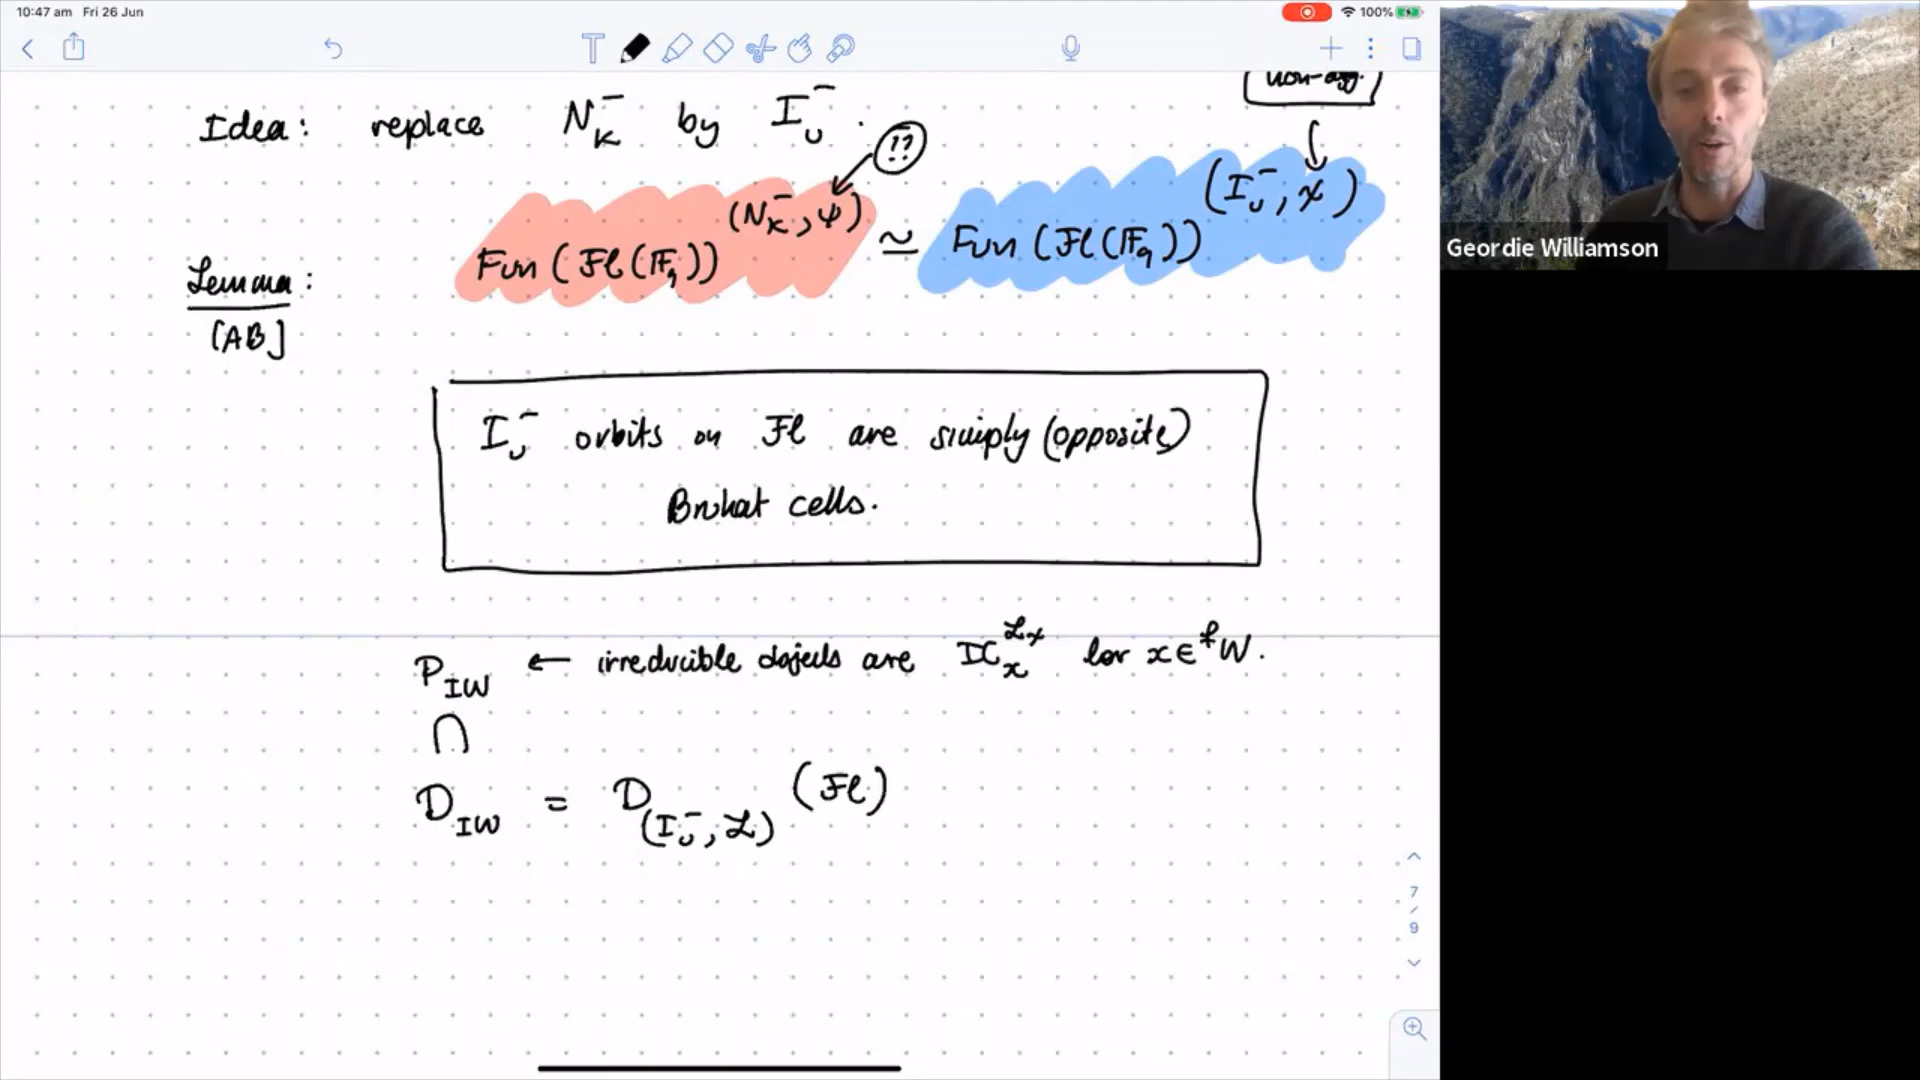 10:47 am Fri 26 Jun
100%
non-deg.
Idea: replace N_K^- by I_u^- .
??
Lemma: Fun(Fl(F_q))^(N_K^-, ψ) ≃ Fun(Fl(F_q))^(I_u^-, χ)
[AB]
I_u^- orbits on Fl are simply (opposite)
Bruhat cells.
P_IW ← irreducible objects are IC_x^{L_χ} for x ∈ ^fW.
∩
D_IW = D_(I_u^-, L) (Fl)
7
/
9
Geordie Williamson